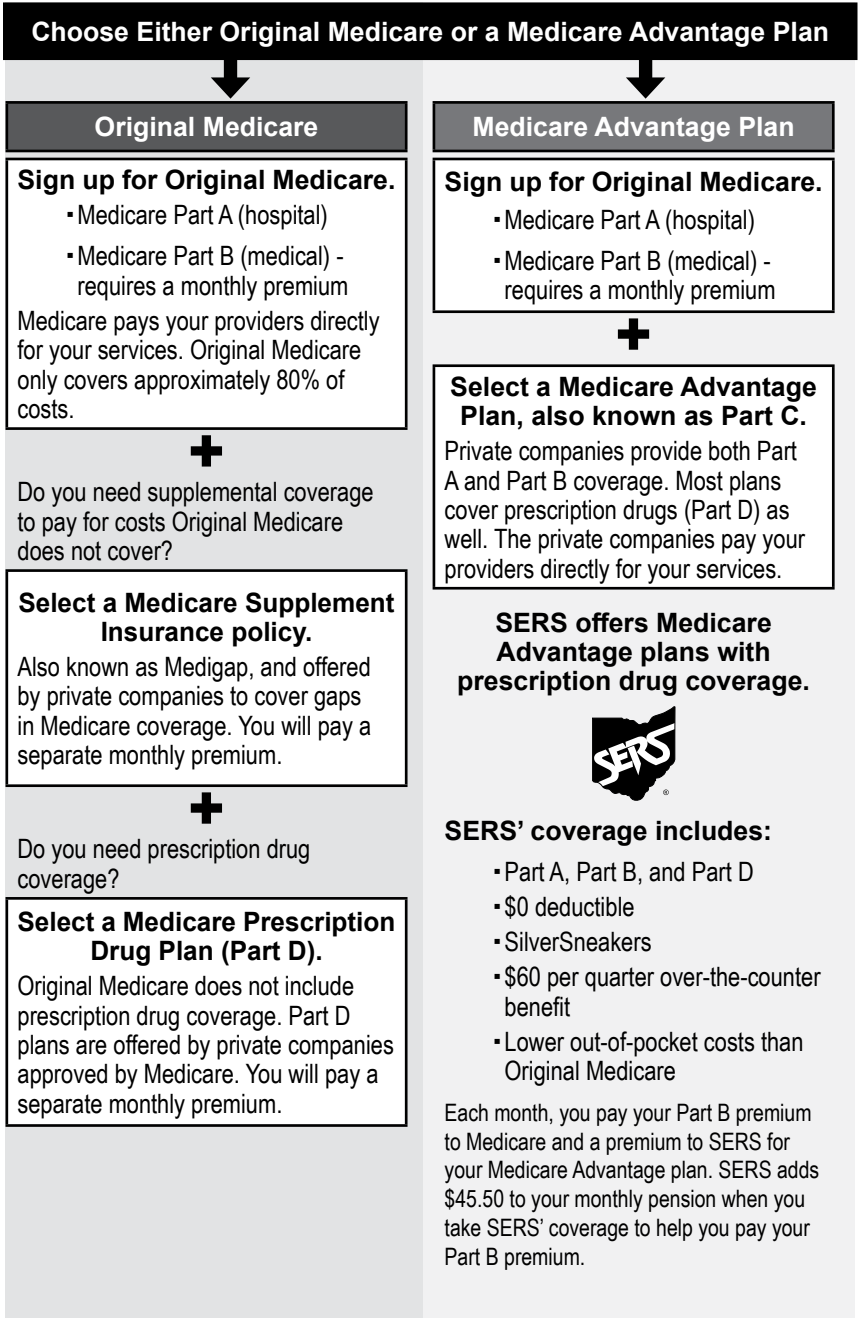 Choose Either Original Medicare or a Medicare Advantage Plan
Original Medicare
Sign up for Original Medicare.
▪ Medicare Part A (hospital)
▪ Medicare Part B (medical) -
requires a monthly premium
Medicare pays your providers directly
for your services. Original Medicare
only covers approximately 80% of
costs.
+
Do you need supplemental coverage
to pay for costs Original Medicare
does not cover?
Select a Medicare Supplement
Insurance policy.
Also known as Medigap, and offered
by private companies to cover gaps
in Medicare coverage. You will pay a
separate monthly premium.
+
Do you need prescription drug
coverage?
Select a Medicare Prescription
Drug Plan (Part D).
Original Medicare does not include
prescription drug coverage. Part D
plans are offered by private companies
approved by Medicare. You will pay a
separate monthly premium.
Medicare Advantage Plan
Sign up for Original Medicare.
▪ Medicare Part A (hospital)
▪ Medicare Part B (medical) -
requires a monthly premium
+
Select a Medicare Advantage
Plan, also known as Part C.
Private companies provide both Part
A and Part B coverage. Most plans
cover prescription drugs (Part D) as
well. The private companies pay your
providers directly for your services.
SERS offers Medicare
Advantage plans with
prescription drug coverage.
SERS
®
SERS’ coverage includes:
▪ Part A, Part B, and Part D
▪ $0 deductible
▪ SilverSneakers
▪ $60 per quarter over-the-counter
benefit
▪ Lower out-of-pocket costs than
Original Medicare
Each month, you pay your Part B premium
to Medicare and a premium to SERS for
your Medicare Advantage plan. SERS adds
$45.50 to your monthly pension when you
take SERS’ coverage to help you pay your
Part B premium.